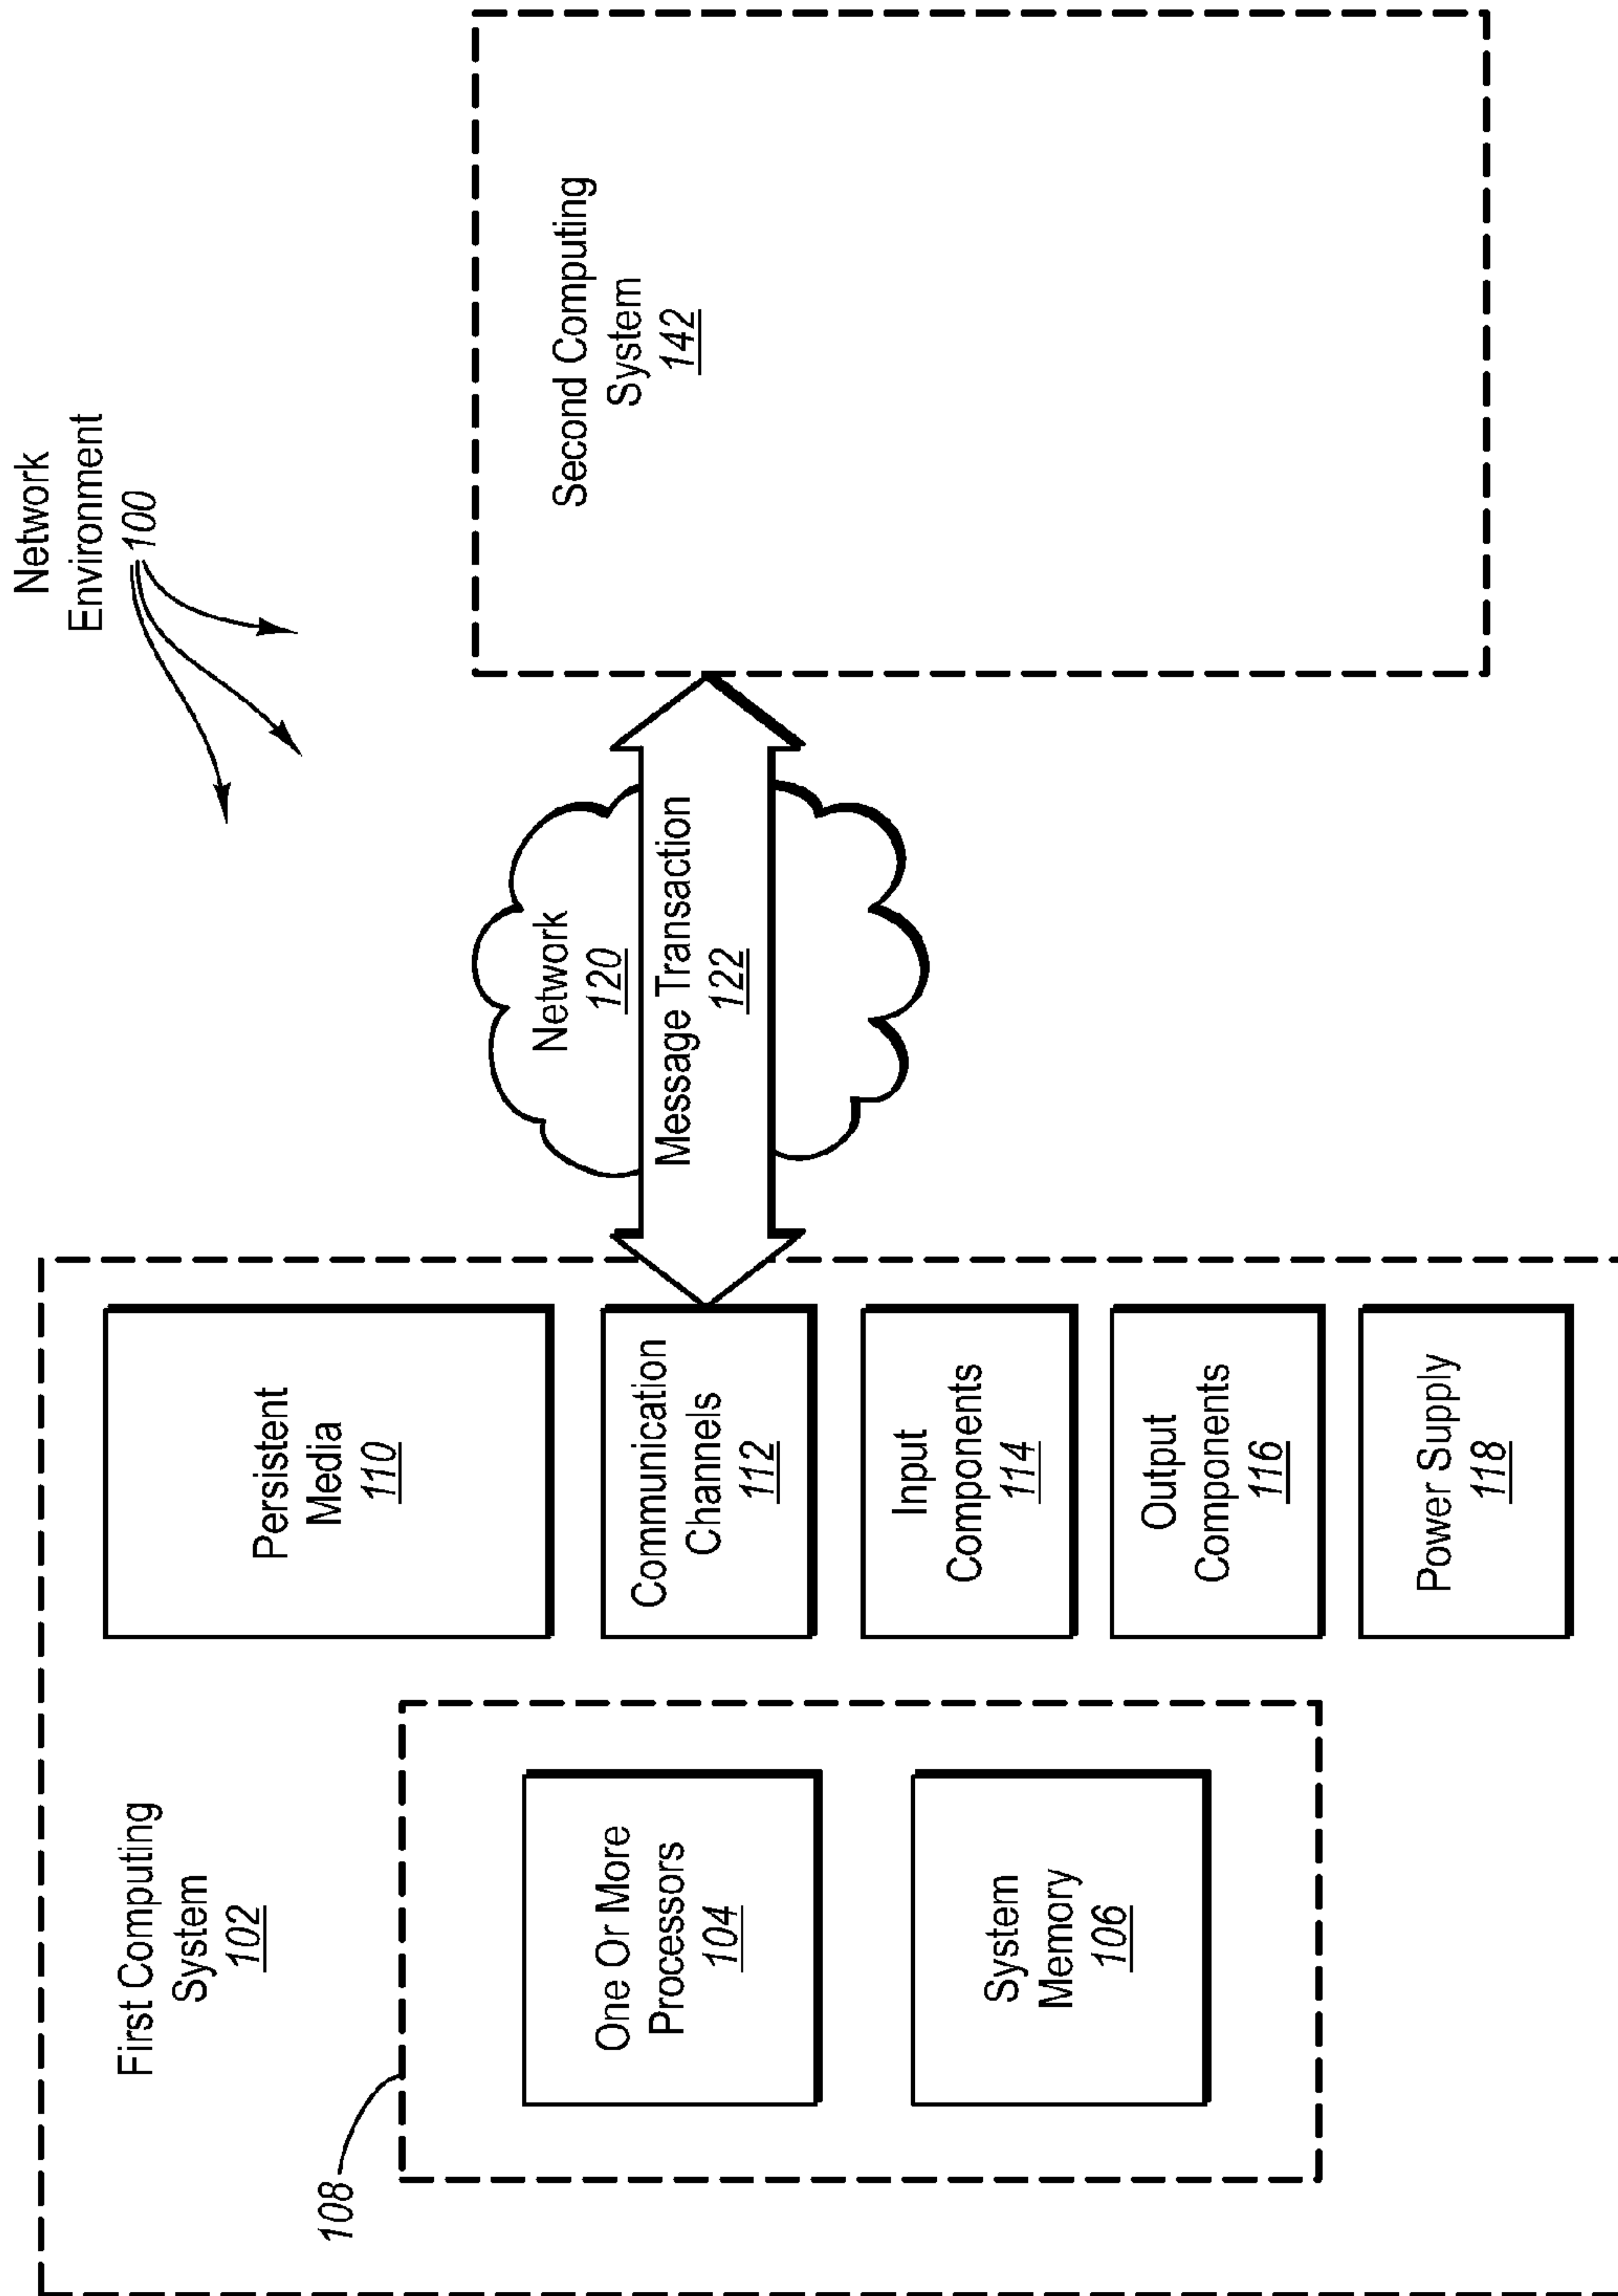 Network
Environment
100
First Computing
System
102
108
One Or More
Processors
104
System
Memory
106
Persistent
Media
110
Communication
Channels
112
Input
Components
114
Output
Components
116
Power Supply
118
Network
120
Message Transaction
122
Second Computing
System
142